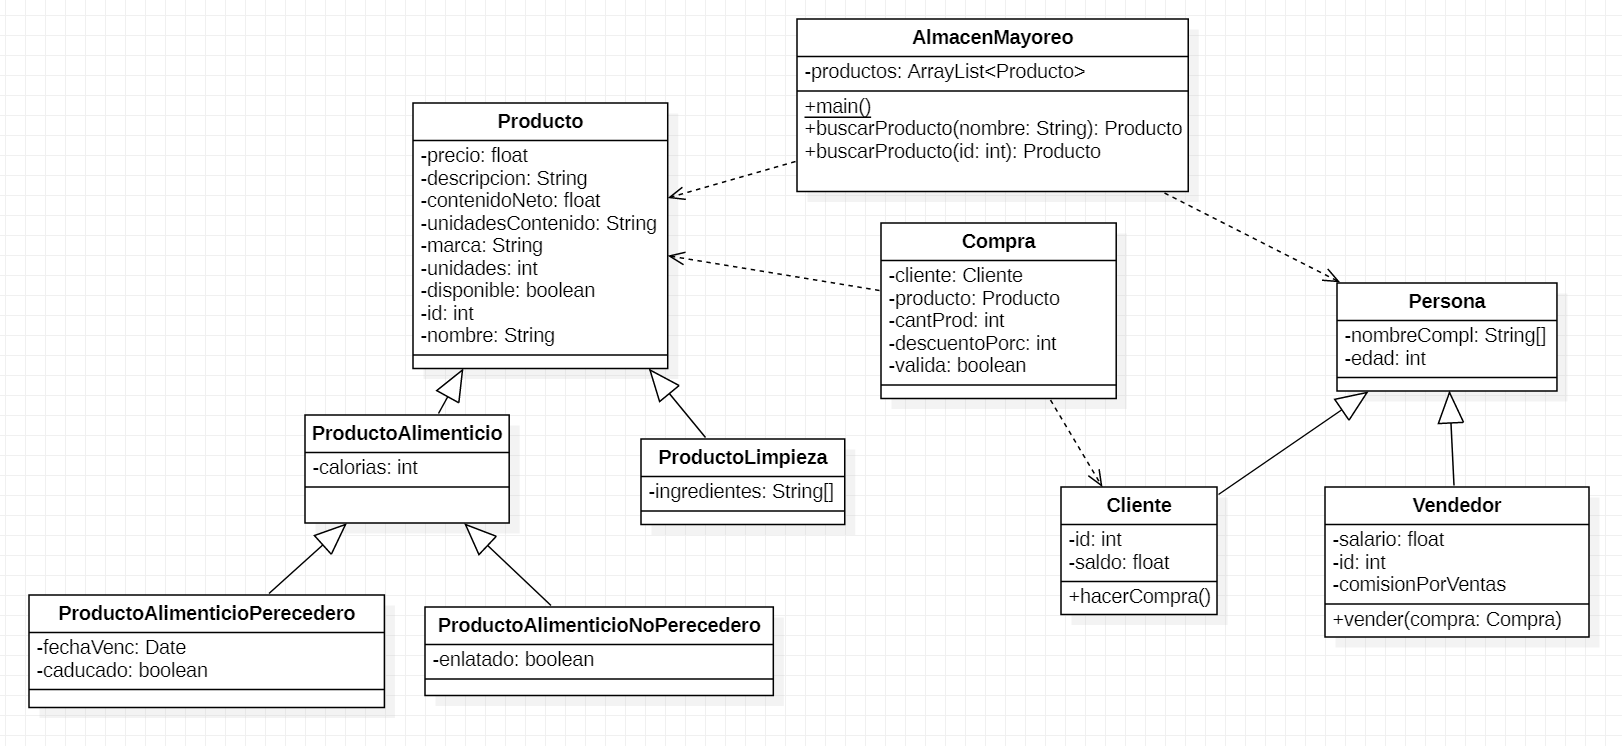 AlmacenMayoreo
-productos: ArrayList<Producto>
+main()
+buscarProducto(nombre: String): Producto
+buscarProducto(id: int): Producto
Producto
-precio: float
-descripcion: String
-contenidoNeto: float
-unidadesContenido: String
-marca: String
-unidades: int
-disponible: boolean
-id: int
-nombre: String
Compra
-cliente: Cliente
-producto: Producto
-cantProd: int
-descuentoPorc: int
-valida: boolean
Persona
-nombreCompl: String[]
-edad: int
ProductoAlimenticio
-calorias: int
ProductoLimpieza
-ingredientes: String[]
Cliente
-id: int
-saldo: float
+hacerCompra()
Vendedor
-salario: float
-id: int
-comisionPorVentas
+vender(compra: Compra)
ProductoAlimenticioPerecedero
-fechaVenc: Date
-caducado: boolean
ProductoAlimenticioNoPerecedero
-enlatado: boolean